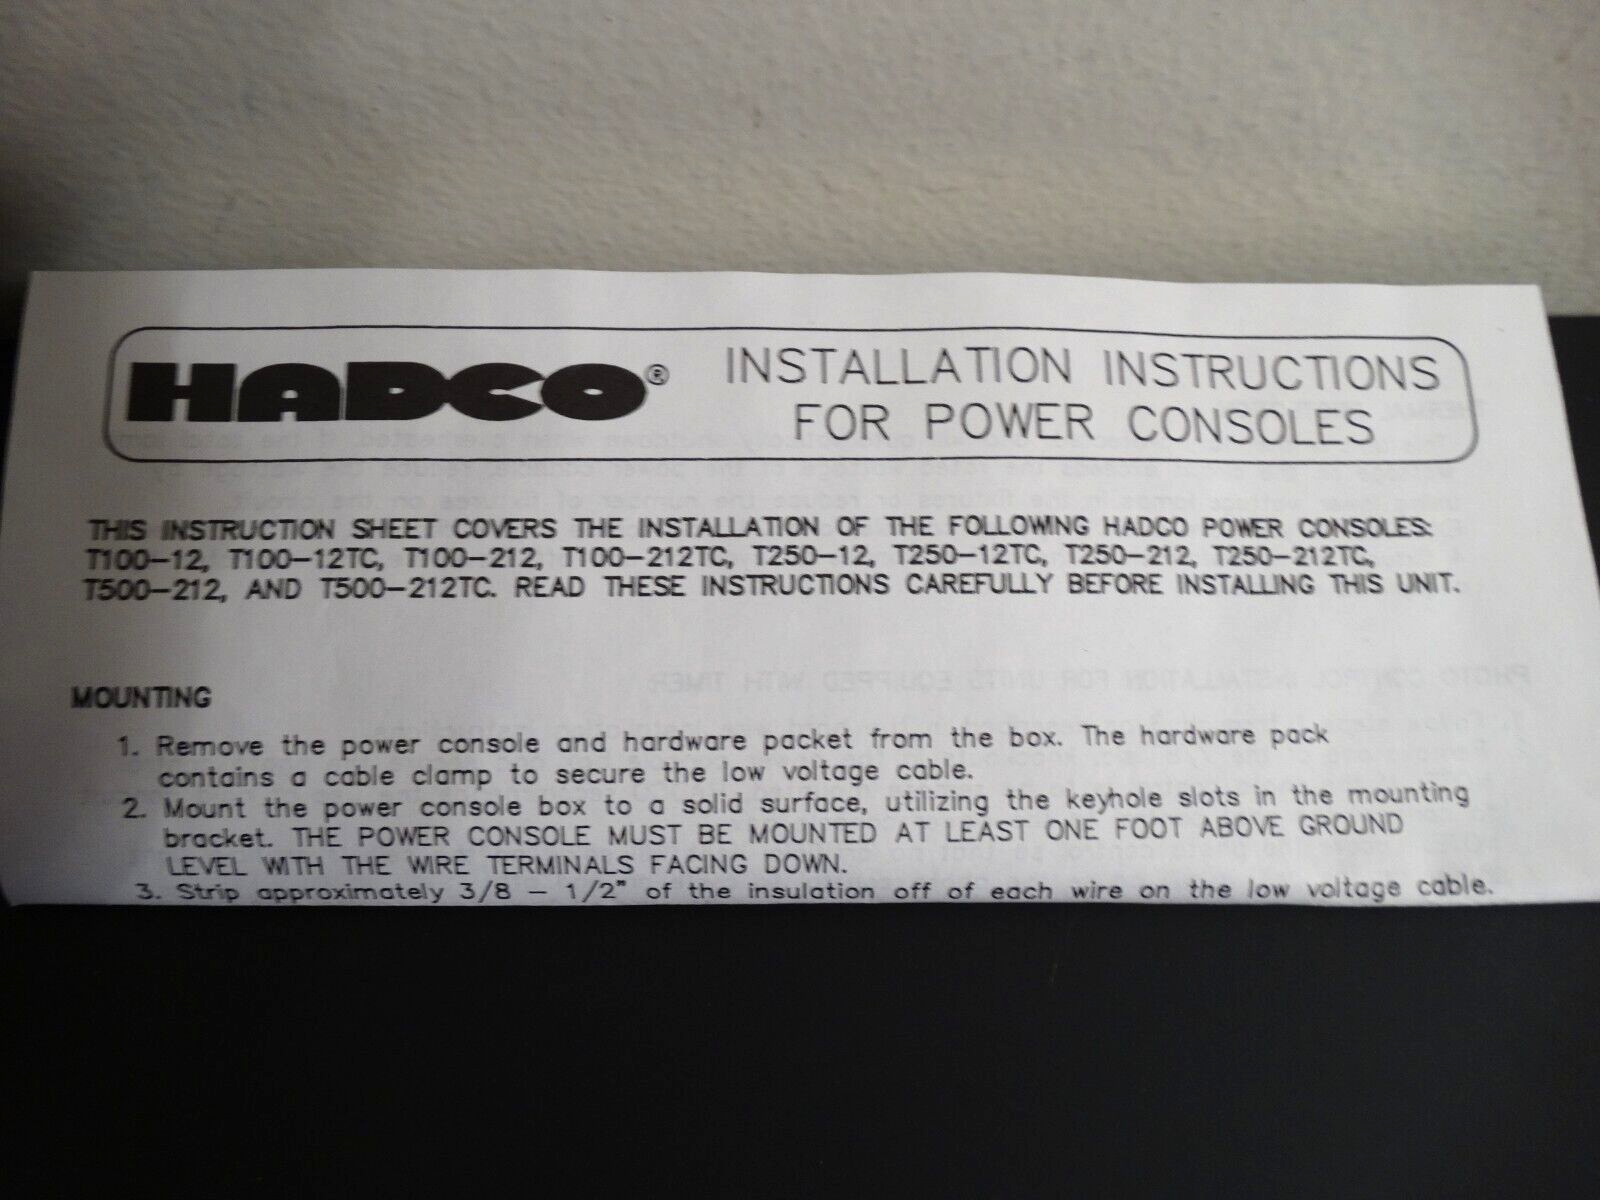 HADCO®
INSTALLATION INSTRUCTIONS
FOR POWER CONSOLES
THIS INSTRUCTION SHEET COVERS THE INSTALLATION OF THE FOLLOWING HADCO POWER CONSOLES:
T100-12, T100-12TC, T100-212, T100-212TC, T250-12, T250-12TC, T250-212, T250-212TC,
T500-212, AND T500-212TC. READ THESE INSTRUCTIONS CAREFULLY BEFORE INSTALLING THIS UNIT.
MOUNTING
1. Remove the power console and hardware packet from the box. The hardware pack
contains a cable clamp to secure the low voltage cable.
2. Mount the power console box to a solid surface, utilizing the keyhole slots in the mounting
bracket. THE POWER CONSOLE MUST BE MOUNTED AT LEAST ONE FOOT ABOVE GROUND
LEVEL WITH THE WIRE TERMINALS FACING DOWN.
3. Strip approximately 3/8 - 1/2" of the insulation off of each wire on the low voltage cable.